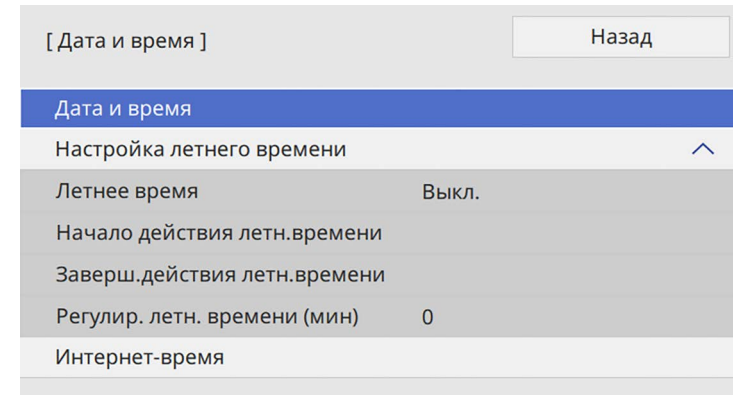 [ Дата и время ]
Назад
Дата и время
Настройка летнего времени
Летнее время Выкл.
Начало действия летн.времени
Заверш.действия летн.времени
Регулир. летн. времени (мин) 0
Интернет-время